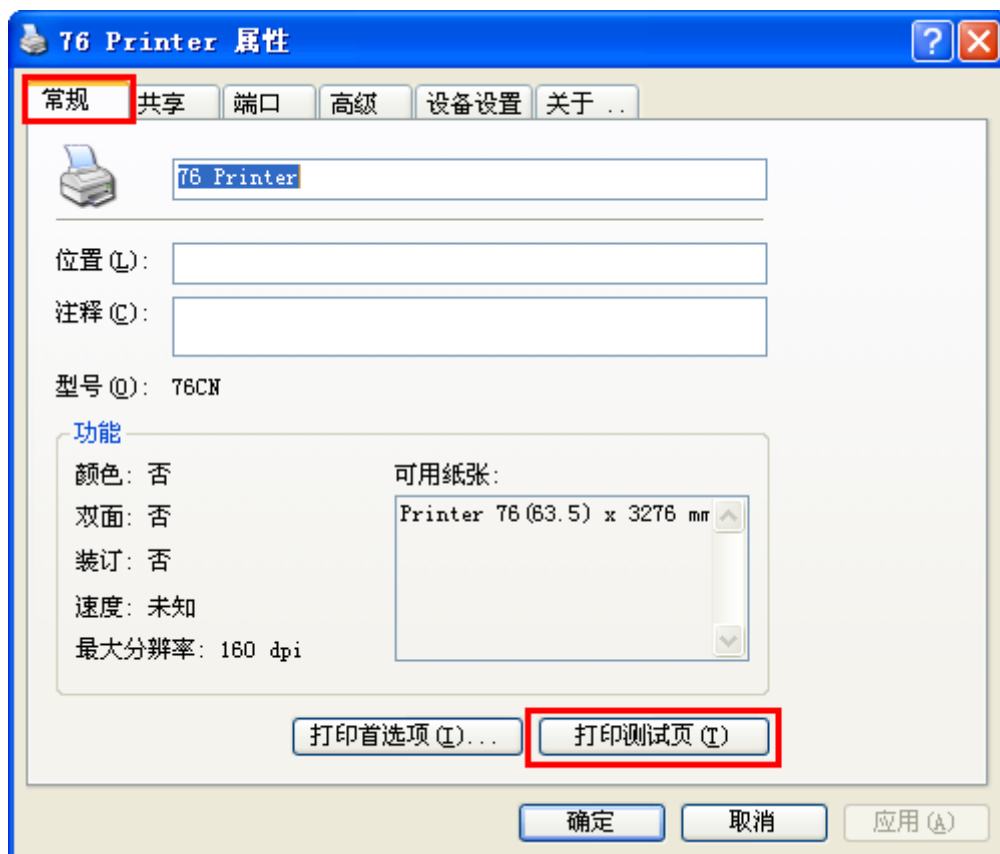 76 Printer 属性
常规 共享 端口 高级 设备设置 关于 ..
76 Printer
位置(L):
注释(C):
型号(O): 76CN
功能
颜色: 否
双面: 否
装订: 否
速度: 未知
最大分辨率: 160 dpi
可用纸张:
Printer 76(63.5) x 3276 mm
打印首选项(I)... 打印测试页(T)
确定 取消 应用(A)